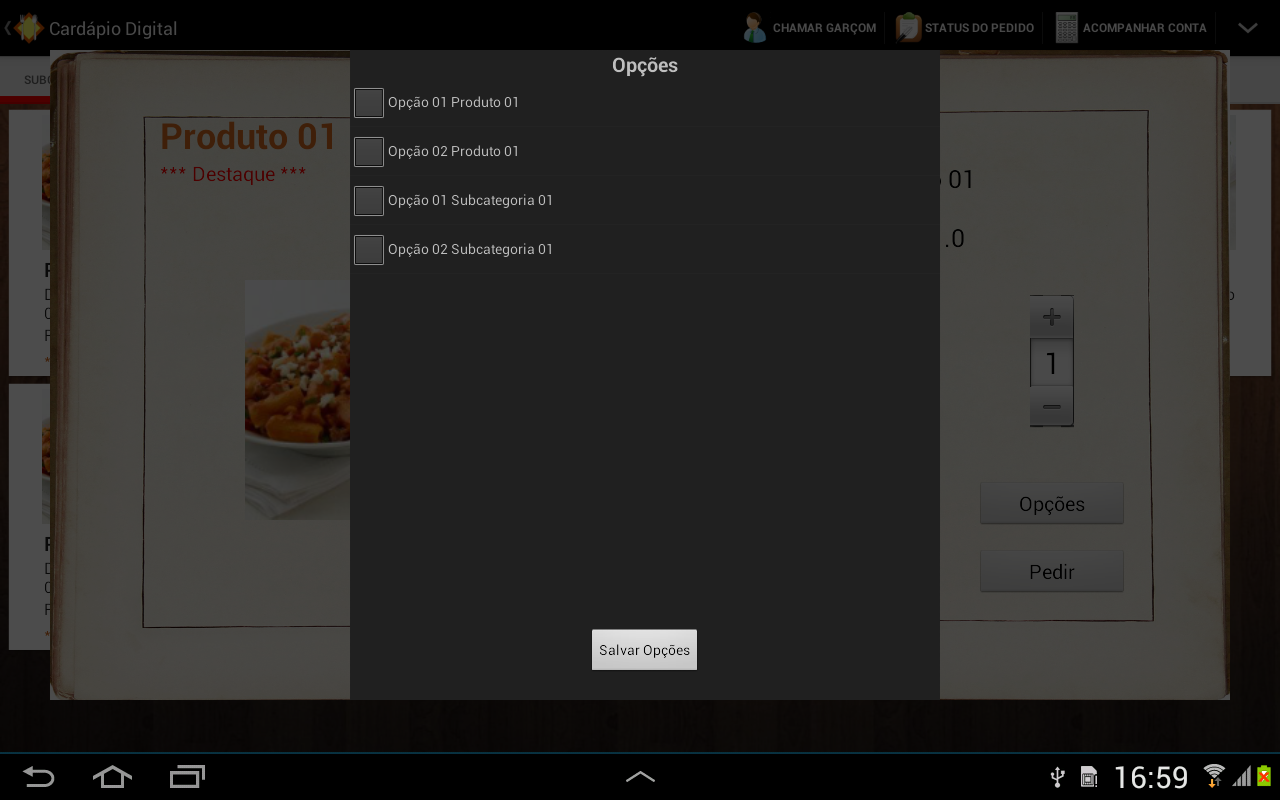 Cardápio Digital
CHAMAR GARÇOM
STATUS DO PEDIDO
ACOMPANHAR CONTA
Opções
Opção 01 Produto 01
Opção 02 Produto 01
Opção 01 Subcategoria 01
Opção 02 Subcategoria 01
Salvar Opções
Produto 01
*** Destaque ***
01
.0
+
1
−
Opções
Pedir
16:59